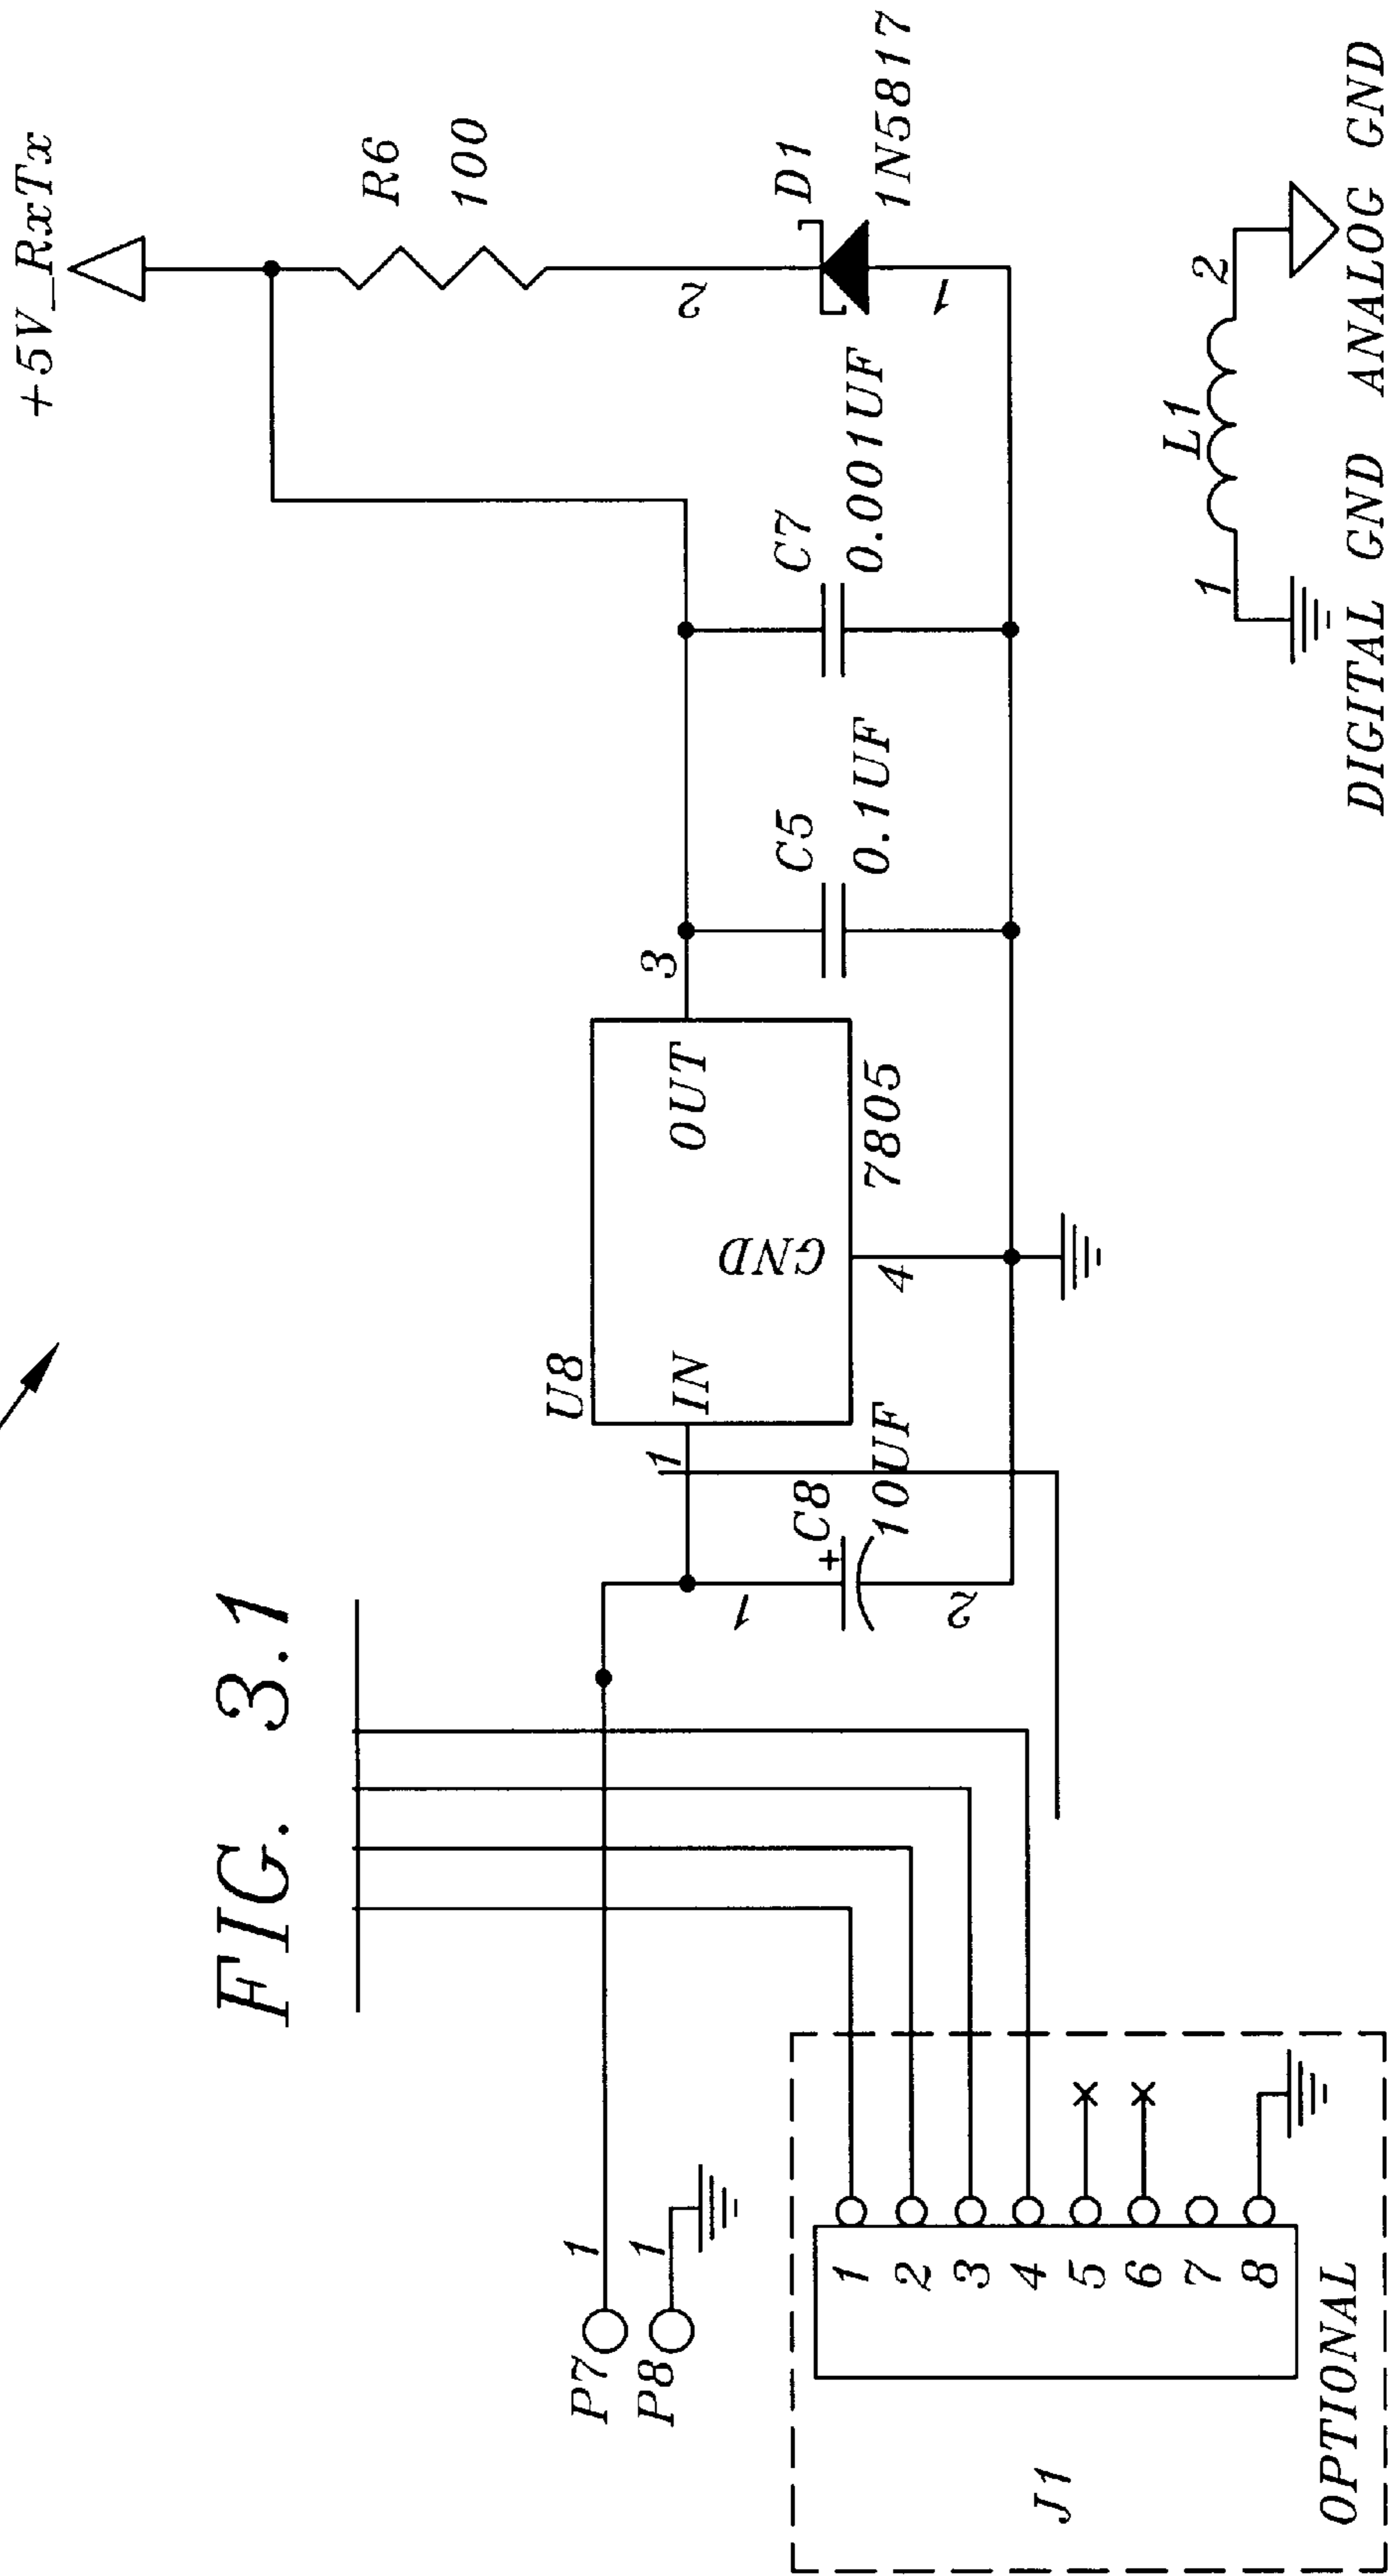 FIG. 3.1
+5V_RxTx
R6
100
2
D1
1N5817
1
U8
IN
OUT
GND
7805
1
3
4
C8
+
10UF
1
2
C5
0.1UF
C7
0.001UF
P7
1
P8
1
J1
1
2
3
4
5
6
7
8
OPTIONAL
L1
1
2
DIGITAL GND
ANALOG GND